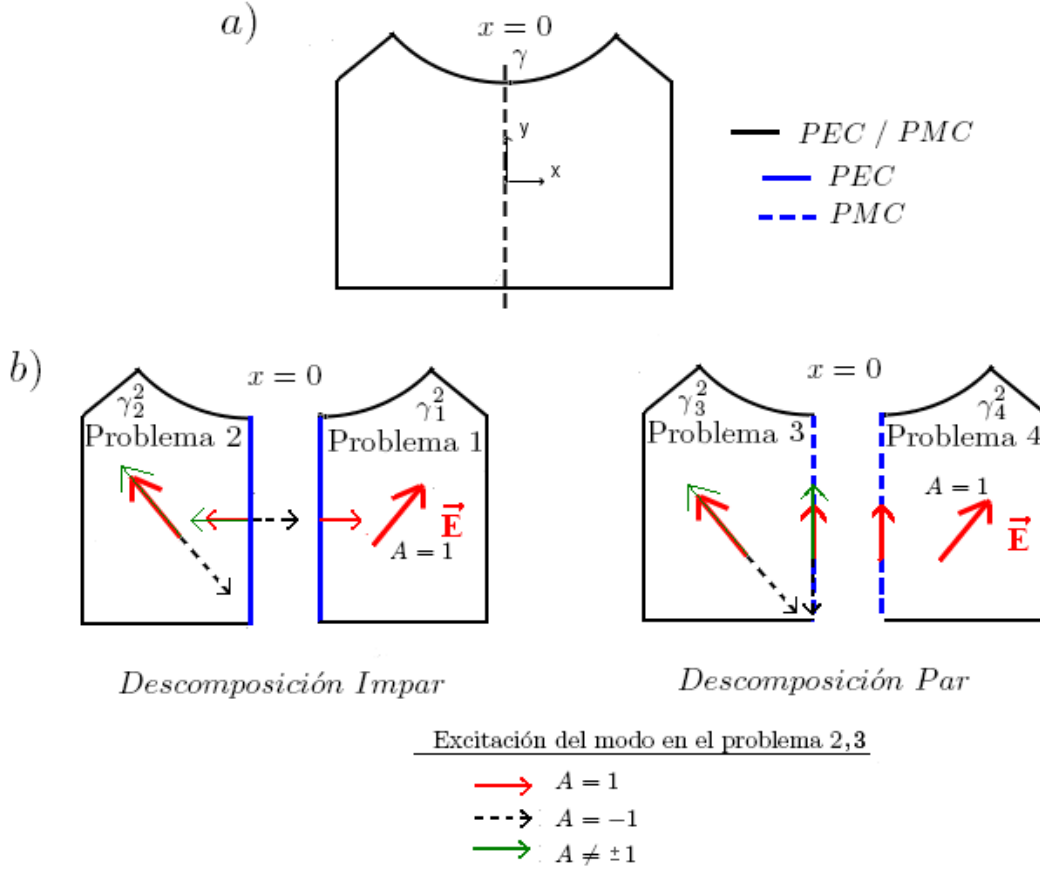 a)
x = 0
γ
y
x
PEC / PMC
PEC
PMC
b)
x = 0
γ₂²
γ₁²
Problema 2
Problema 1
E⃗
A = 1
x = 0
γ₃²
γ₄²
Problema 3
Problema 4
A = 1
E⃗
Descomposición Impar
Descomposición Par
Excitación del modo en el problema 2,3
A = 1
A = −1
A ≠ ±1